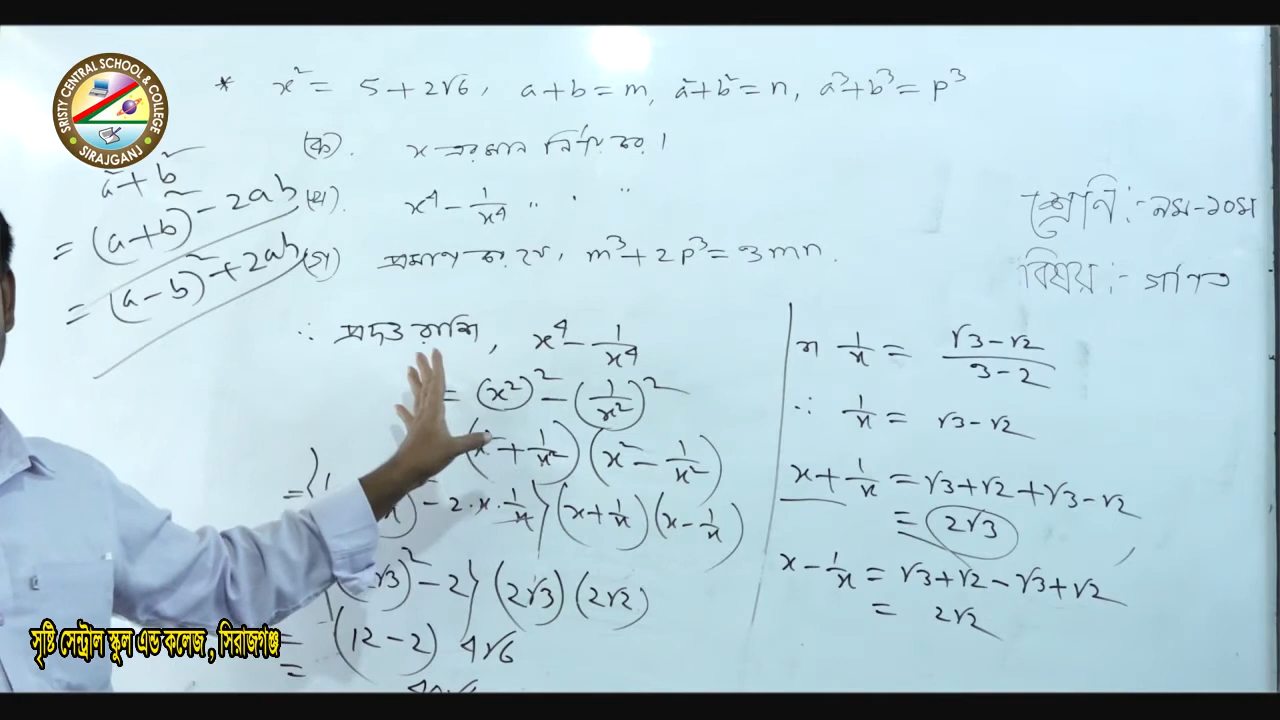 SRISTY CENTRAL SCHOOL & COLLEGE
SIRAJGANJ
* x² = 5+2√6, a+b=m, a²+b²=n, a³+b³=p³
(ক). x এর মান নির্ণয় কর।
(খ). x⁴ - 1/x⁴ " · "
(গ) প্রমাণ কর যে, m³+2p³=3mn.
a²+b²
= (a+b)² - 2ab
= (a-b)² + 2ab
শ্রেণি:- নবম-১০ম
বিষয়:- গণিত
∴ প্রদত্ত রাশি, x⁴ - 1/x⁴
= (x²)² - (1/x²)²
(x² + 1/x²)(x² - 1/x²)
={ - 2·x·1/x}(x+1/x)(x-1/x)
√3)² - 2}(2√3)(2√2)
= (12-2) 4√6
=
বা 1/x = √3-√2/3-2
∴ 1/x = √3-√2
x+1/x = √3+√2+√3-√2
= 2√3
x-1/x = √3+√2-√3+√2
= 2√2
সৃষ্টি সেন্ট্রাল স্কুল এন্ড কলেজ, সিরাজগঞ্জ